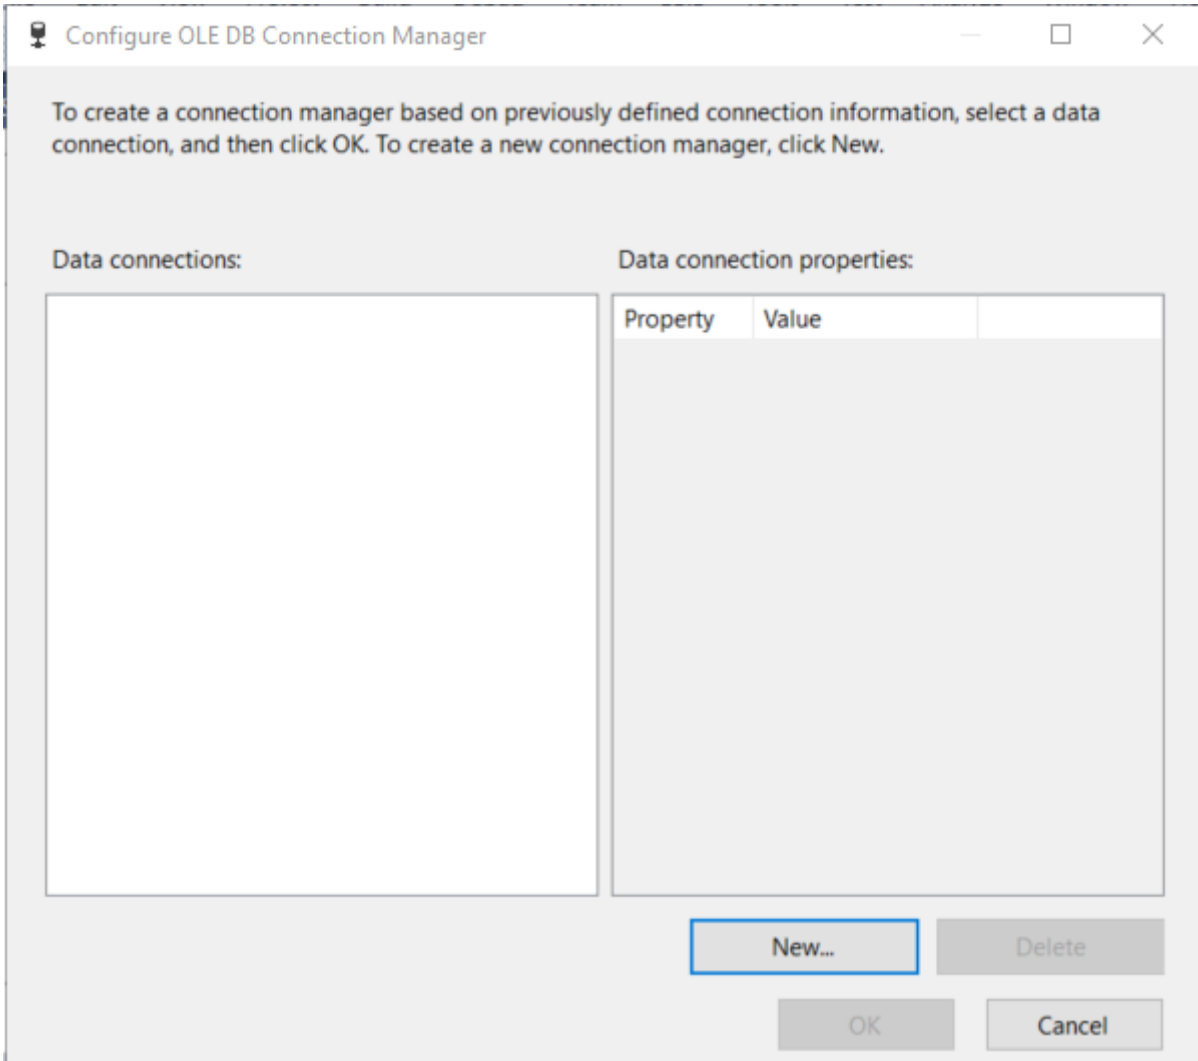 Configure OLE DB Connection Manager
To create a connection manager based on previously defined connection information, select a data
connection, and then click OK. To create a new connection manager, click New.
Data connections:
Data connection properties:
Property Value
New...
Delete
OK
Cancel